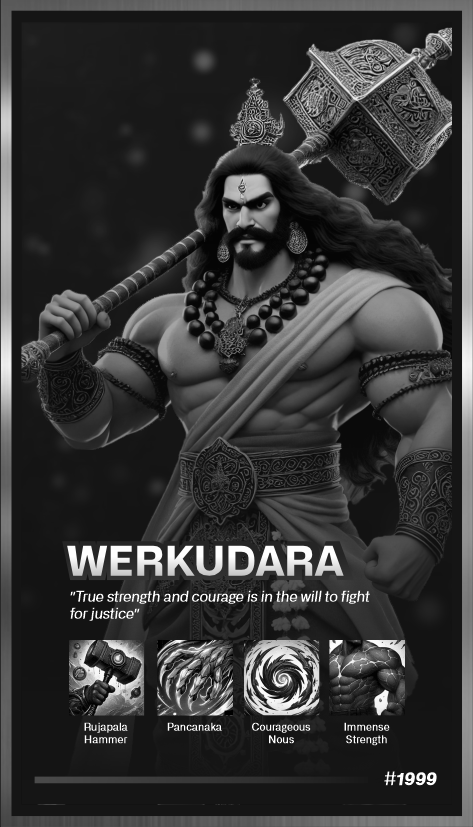 WERKUDARA
"True strength and courage is in the will to fight
for justice"
Rujapala
Hammer
Pancanaka
Courageous
Nous
Immense
Strength
#1999